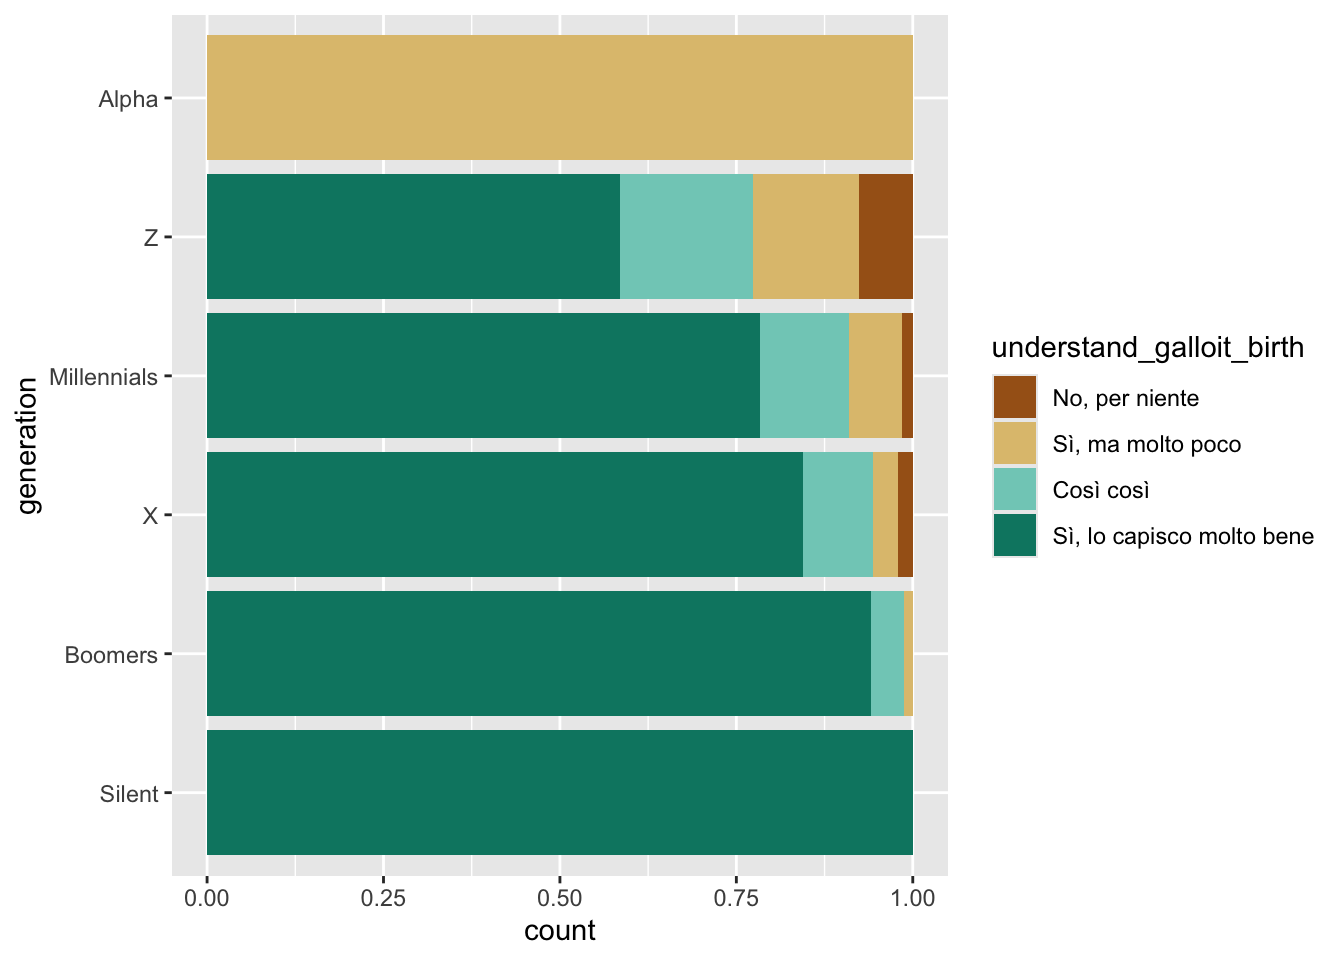 Alpha
Z
Millennials
X
Boomers
Silent
generation
0.00 0.25 0.50 0.75 1.00
count
understand_galloit_birth
No, per niente
Sì, ma molto poco
Così così
Sì, lo capisco molto bene